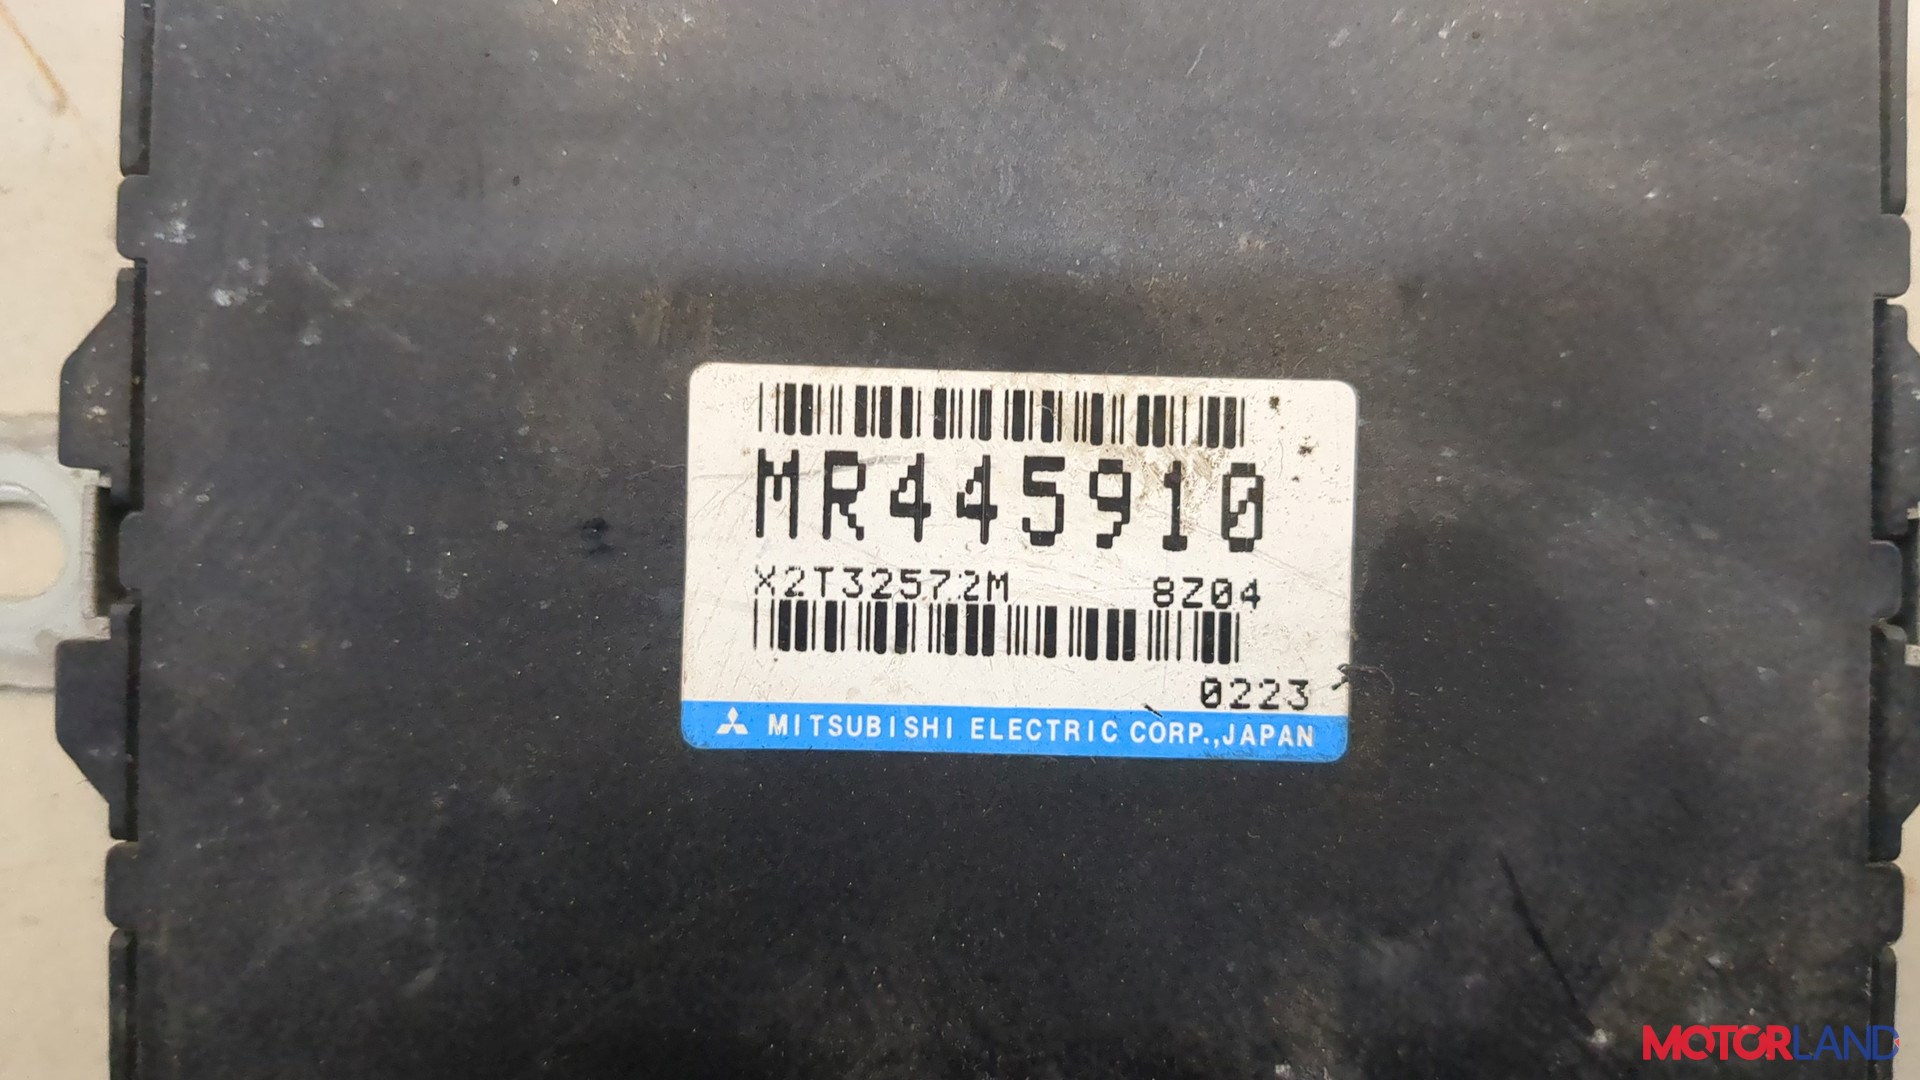 MR445910
X2T32572M 8Z04
0223
MITSUBISHI ELECTRIC CORP.,JAPAN
MOTORLAND